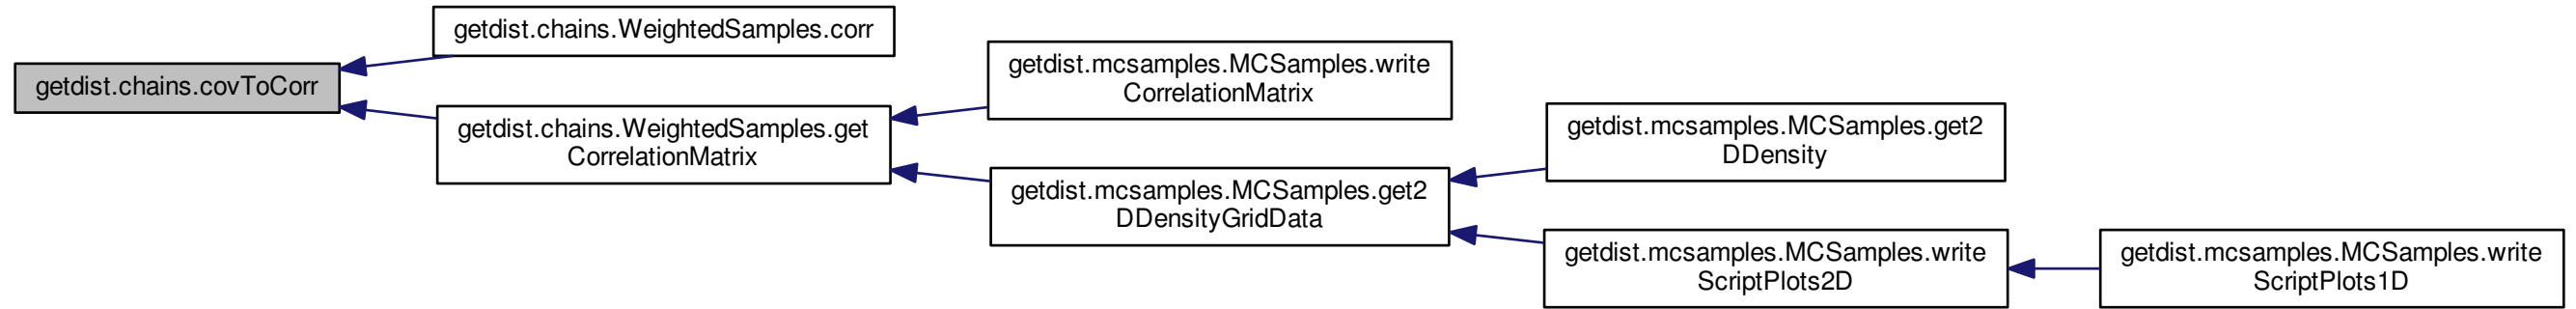 getdist.chains.covToCorr
getdist.chains.WeightedSamples.corr
getdist.chains.WeightedSamples.get
CorrelationMatrix
getdist.mcsamples.MCSamples.write
CorrelationMatrix
getdist.mcsamples.MCSamples.get2
DDensityGridData
getdist.mcsamples.MCSamples.get2
DDensity
getdist.mcsamples.MCSamples.write
ScriptPlots2D
getdist.mcsamples.MCSamples.write
ScriptPlots1D